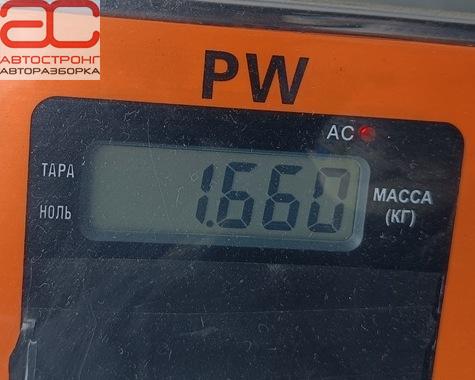 АС
АВТОСТРОНГ
АВТОРАЗБОРКА
PW
AC
ТАРА
1.660
МАССА
НОЛЬ
(КГ)